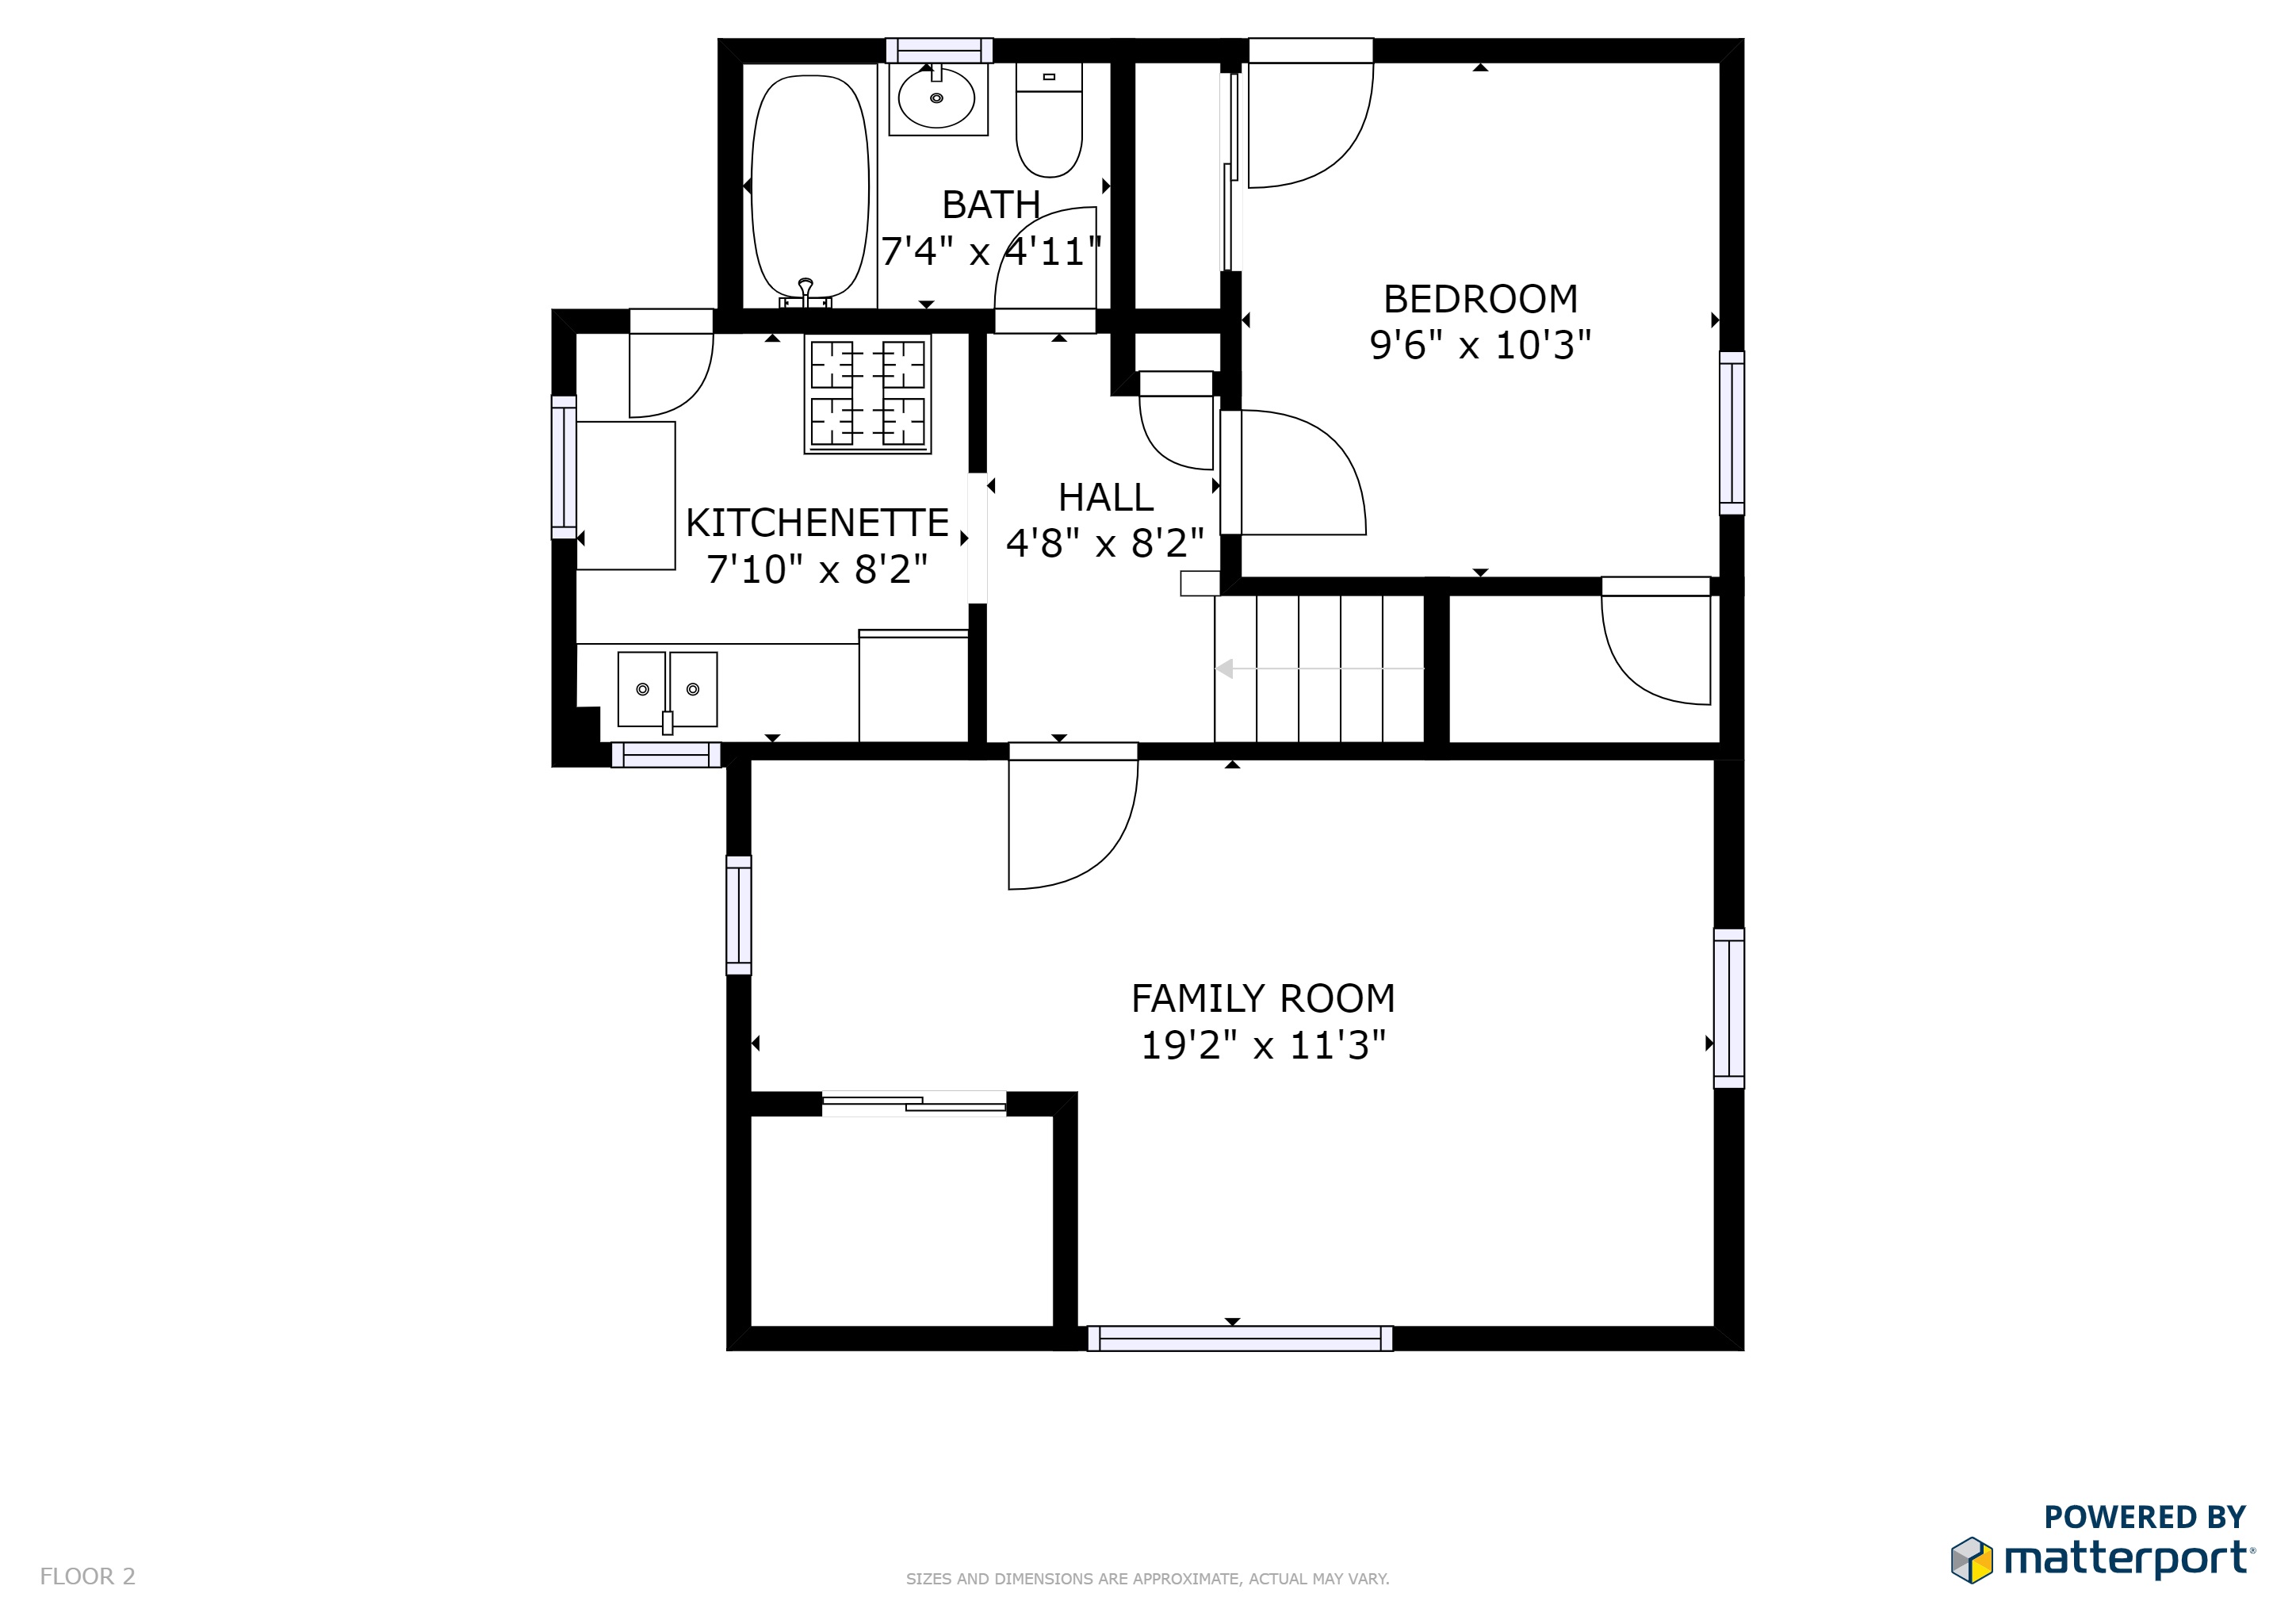 BATH
7'4" x 4'11"
BEDROOM
9'6" x 10'3"
KITCHENETTE
7'10" x 8'2"
HALL
4'8" x 8'2"
FAMILY ROOM
19'2" x 11'3"
POWERED BY
matterport®
FLOOR 2
SIZES AND DIMENSIONS ARE APPROXIMATE, ACTUAL MAY VARY.